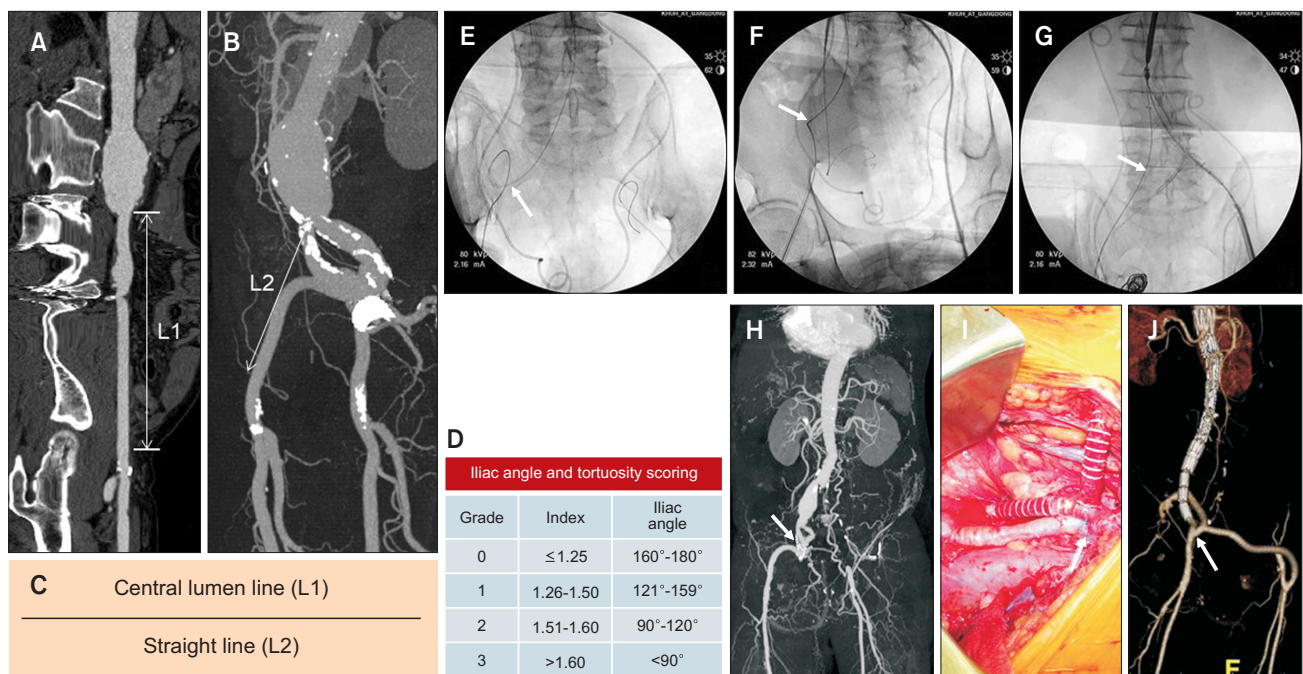 A
L1
B
L2
C
Central lumen line (L1)
Straight line (L2)
D
Iliac angle and tortuosity scoring
Grade Index Iliac angle
0 ≤1.25 160°-180°
1 1.26-1.50 121°-159°
2 1.51-1.60 90°-120°
3 >1.60 <90°
E
KHUH_AT_GANGDONG
35
62
80 kVp
2.16 mA
F
KHUH_AT_GANGDONG
35
59
82 kVp
2.32 mA
G
KHUH_AT_GANGDONG
34
47
80 kVp
2.16 mA
H
I
J
F